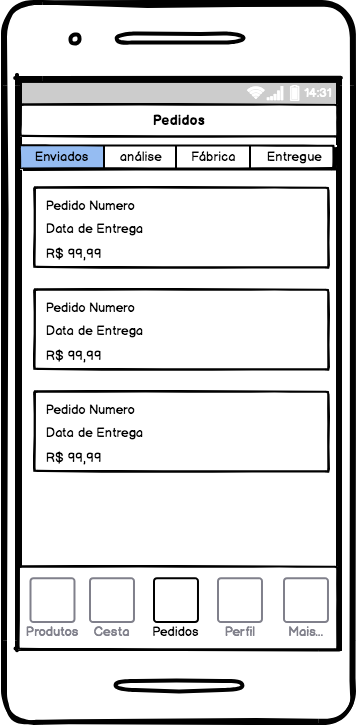 14:31
Pedidos
Enviados análise Fábrica Entregue
Pedido Numero
Data de Entrega
R$ 99,99
Pedido Numero
Data de Entrega
R$ 99,99
Pedido Numero
Data de Entrega
R$ 99,99
Produtos Cesta Pedidos Perfil Mais...